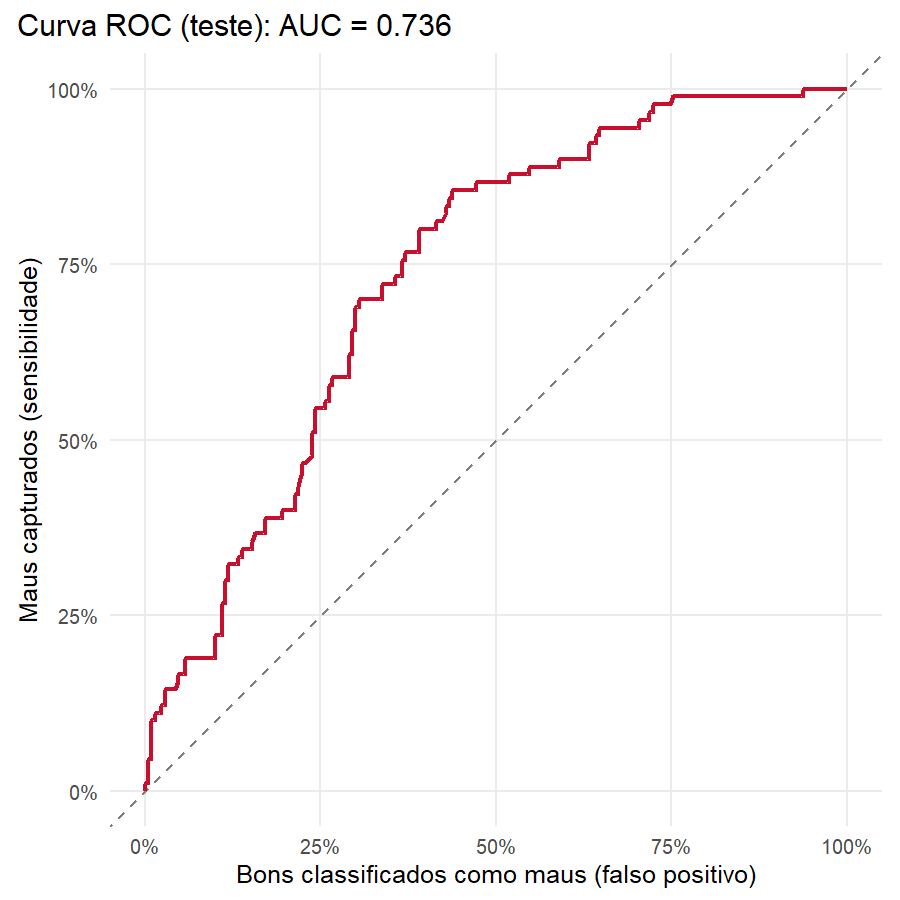 Curva ROC (teste): AUC = 0.736
Maus capturados (sensibilidade)
100%
75%
50%
25%
0%
0% 25% 50% 75% 100%
Bons classificados como maus (falso positivo)